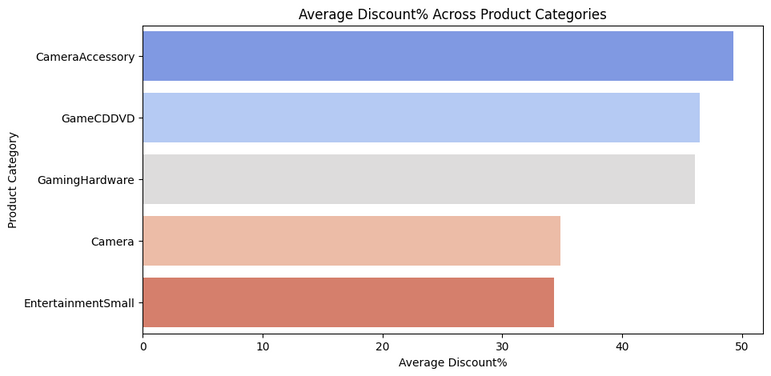 Average Discount% Across Product Categories
Product Category
CameraAccessory
GameCDDVD
GamingHardware
Camera
EntertainmentSmall
0 10 20 30 40 50
Average Discount%